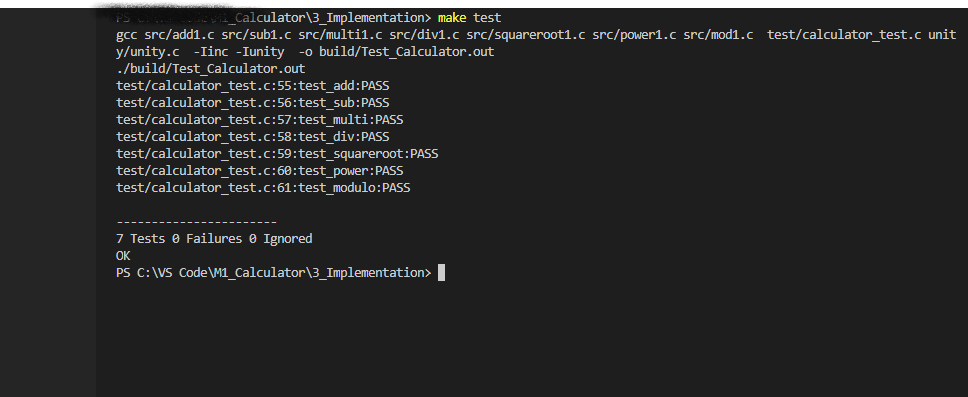 PS C:\VS Code\M1_Calculator\3_Implementation> make test
gcc src/add1.c src/sub1.c src/multi1.c src/div1.c src/squareroot1.c src/power1.c src/mod1.c  test/calculator_test.c unit
y/unity.c  -Iinc -Iunity  -o build/Test_Calculator.out
./build/Test_Calculator.out
test/calculator_test.c:55:test_add:PASS
test/calculator_test.c:56:test_sub:PASS
test/calculator_test.c:57:test_multi:PASS
test/calculator_test.c:58:test_div:PASS
test/calculator_test.c:59:test_squareroot:PASS
test/calculator_test.c:60:test_power:PASS
test/calculator_test.c:61:test_modulo:PASS
-----------------------
7 Tests 0 Failures 0 Ignored
OK
PS C:\VS Code\M1_Calculator\3_Implementation>